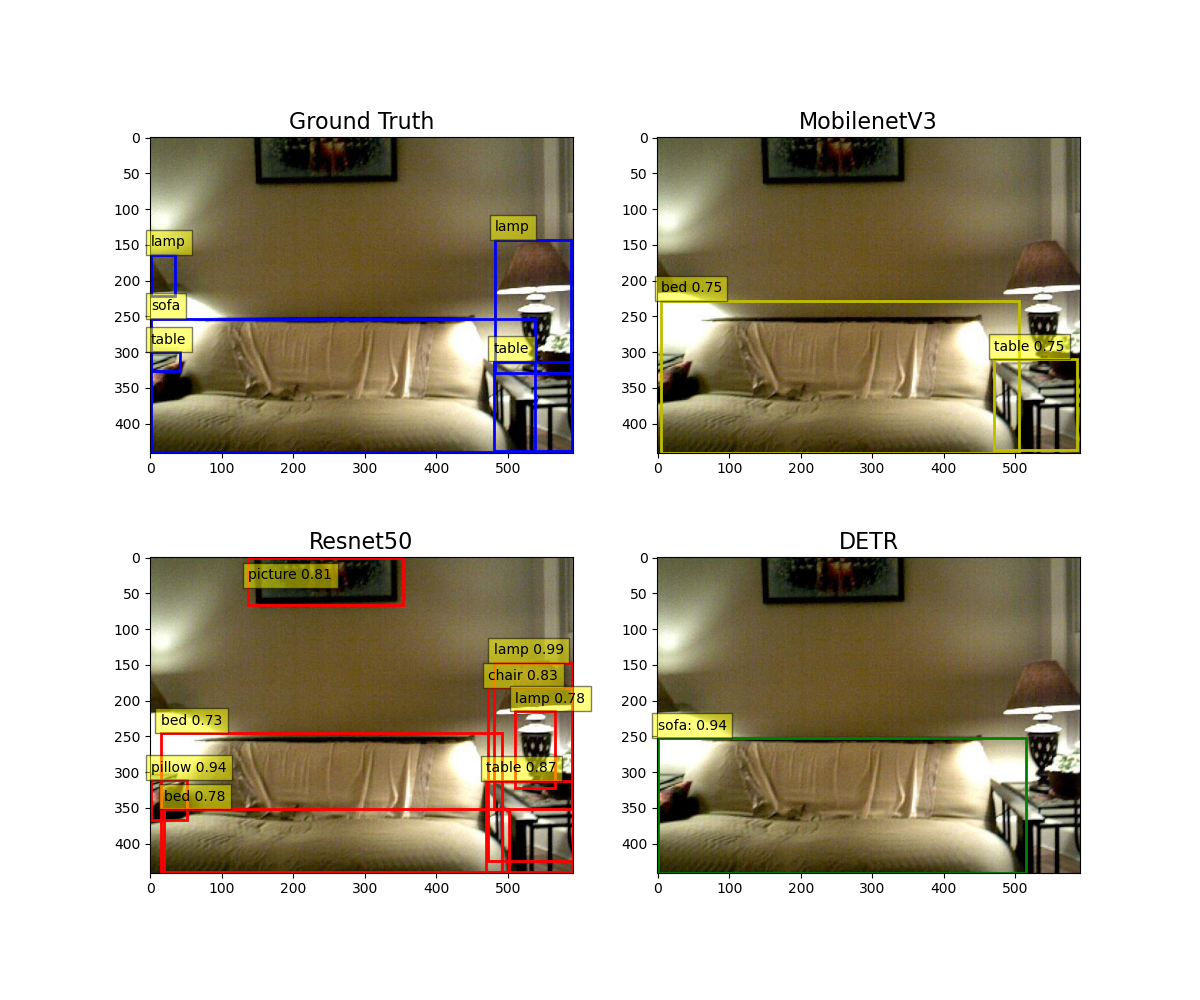 Ground Truth
0
50
100
150
200
250
300
350
400
0 100 200 300 400 500
lamp
lamp
sofa
table
table
MobilenetV3
0
50
100
150
200
250
300
350
400
0 100 200 300 400 500
bed 0.75
table 0.75
Resnet50
0
50
100
150
200
250
300
350
400
0 100 200 300 400 500
picture 0.81
lamp 0.99
chair 0.83
lamp 0.78
bed 0.73
pillow 0.94
table 0.87
bed 0.78
DETR
0
50
100
150
200
250
300
350
400
0 100 200 300 400 500
sofa: 0.94